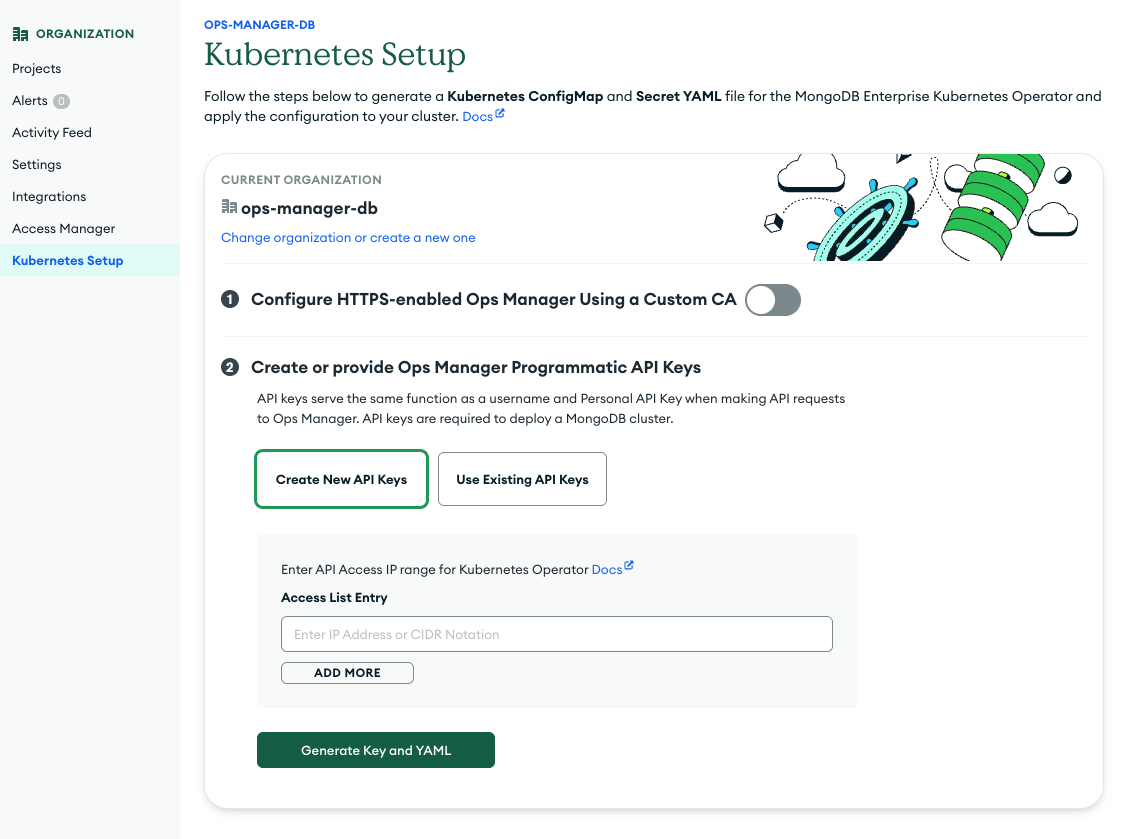 ORGANIZATION
Projects
Alerts 0
Activity Feed
Settings
Integrations
Access Manager
Kubernetes Setup
OPS-MANAGER-DB
Kubernetes Setup
Follow the steps below to generate a Kubernetes ConfigMap and Secret YAML file for the MongoDB Enterprise Kubernetes Operator and
apply the configuration to your cluster. Docs
CURRENT ORGANIZATION
ops-manager-db
Change organization or create a new one
1 Configure HTTPS-enabled Ops Manager Using a Custom CA
2 Create or provide Ops Manager Programmatic API Keys
API keys serve the same function as a username and Personal API Key when making API requests
to Ops Manager. API keys are required to deploy a MongoDB cluster.
Create New API Keys
Use Existing API Keys
Enter API Access IP range for Kubernetes Operator Docs
Access List Entry
Enter IP Address or CIDR Notation
ADD MORE
Generate Key and YAML